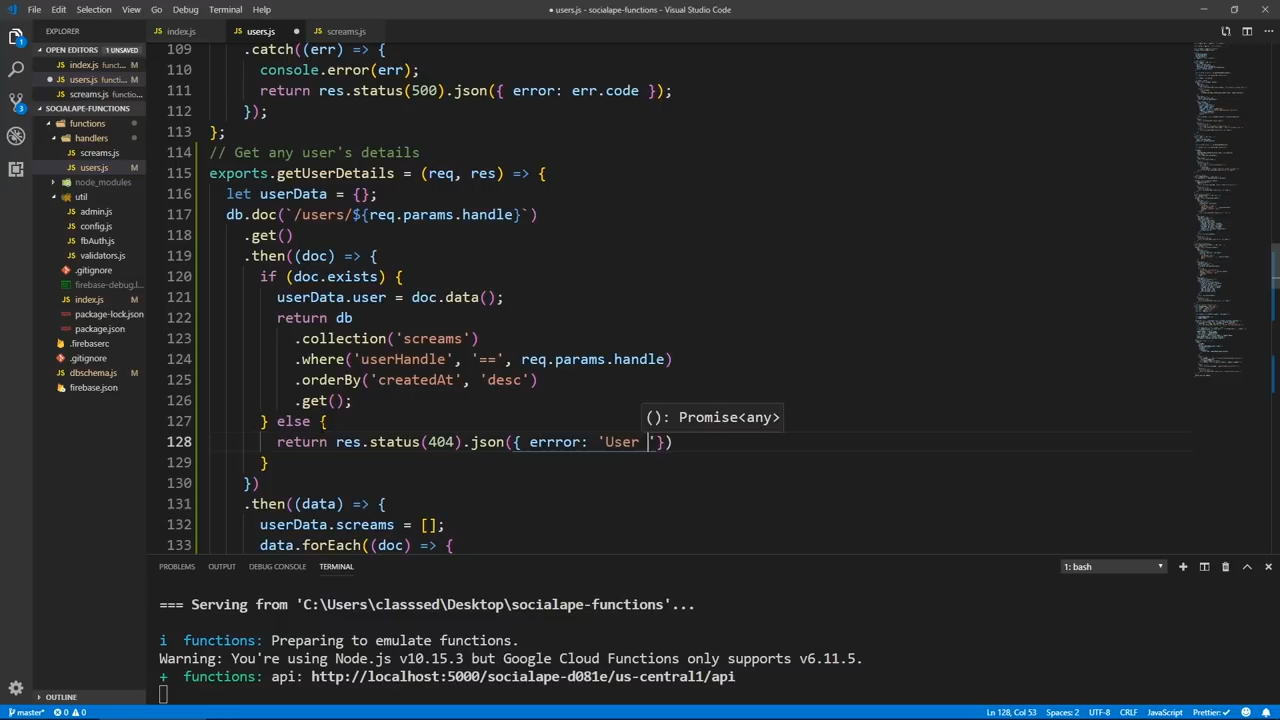 File Edit Selection View Go Debug Terminal Help
● users.js - socialape-functions - Visual Studio Code
EXPLORER
index.js
users.js ●
screams.js
OPEN EDITORS 1 UNSAVED
index.js funct... M
● users.js functi... M
screams.js functio...
SOCIALAPE-FUNCTIONS
functions
handlers
screams.js
users.js M
node_modules
util
admin.js
config.js
fbAuth.js
validators.js
.gitignore
firebase-debug.l...
index.js M
package-lock.json M
package.json M
.firebaserc
.gitignore
dbschema.js M
firebase.json
OUTLINE
109 .catch((err) => {
110 console.error(err);
111 return res.status(500).json({ error: err.code });
112 });
113 };
114 // Get any user's details
115 exports.getUserDetails = (req, res) => {
116 let userData = {};
117 db.doc(`/users/${req.params.handle}`)
118 .get()
119 .then((doc) => {
120 if (doc.exists) {
121 userData.user = doc.data();
122 return db
123 .collection('screams')
124 .where('userHandle', '==', req.params.handle)
125 .orderBy('createdAt', 'desc')
126 .get();
(): Promise<any>
127 } else {
128 return res.status(404).json({ errror: 'User '})
129 }
130 })
131 .then((data) => {
132 userData.screams = [];
133 data.forEach((doc) => {
PROBLEMS OUTPUT DEBUG CONSOLE TERMINAL
1: bash
=== Serving from 'C:\Users\classsed\Desktop\socialape-functions'...
i functions: Preparing to emulate functions.
Warning: You're using Node.js v10.15.3 but Google Cloud Functions only supports v6.11.5.
+ functions: api: http://localhost:5000/socialape-d081e/us-central1/api
master* 0 0
Ln 128, Col 53 Spaces: 2 UTF-8 CRLF JavaScript Prettier: ✓